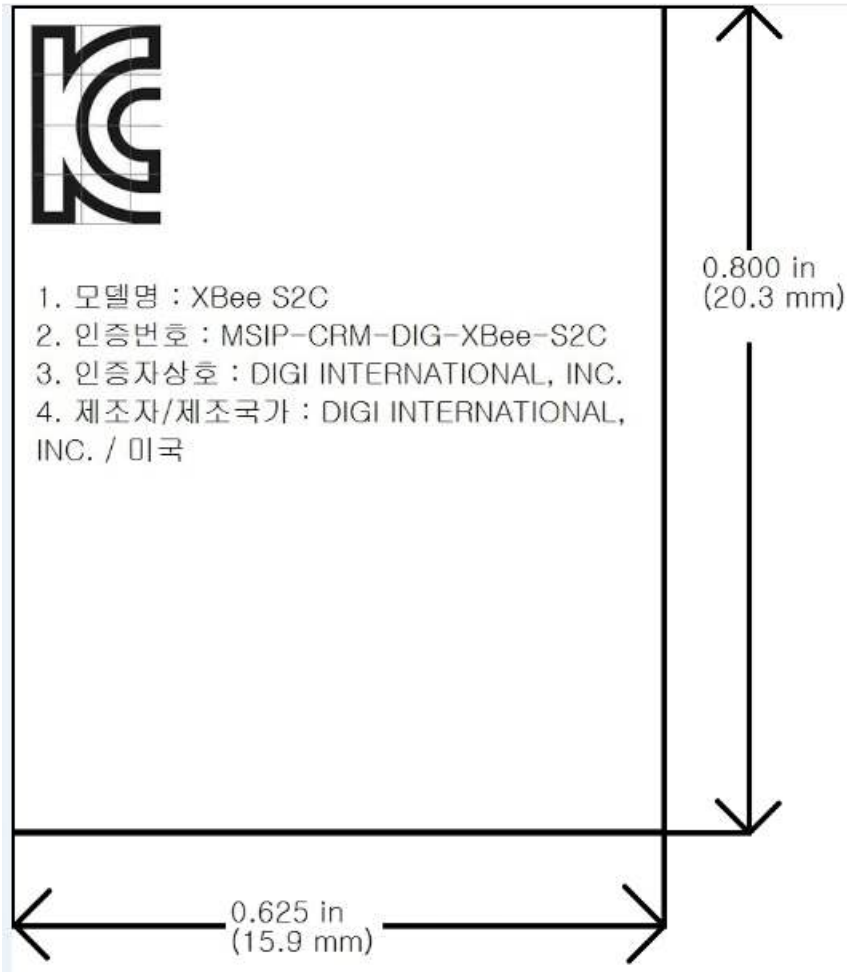 1. 모델명 : XBee S2C
2. 인증번호 : MSIP-CRM-DIG-XBee-S2C
3. 인증자상호 : DIGI INTERNATIONAL, INC.
4. 제조자/제조국가 : DIGI INTERNATIONAL,
INC. / 미국
0.800 in
(20.3 mm)
0.625 in
(15.9 mm)